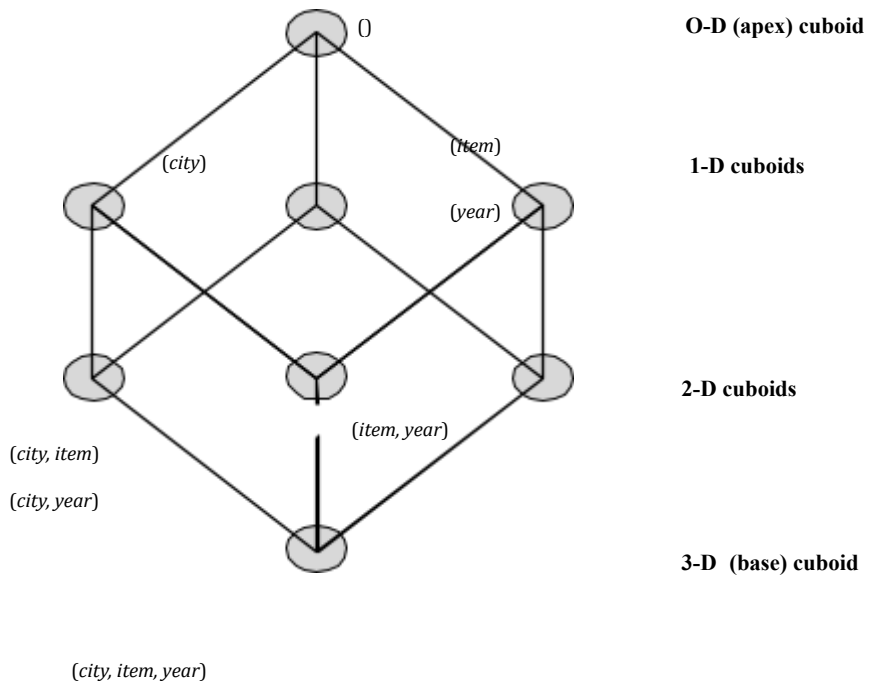 () O-D (apex) cuboid
(item)
(city) 1-D cuboids
(year)
2-D cuboids
(item, year)
(city, item)
(city, year)
3-D (base) cuboid
(city, item, year)